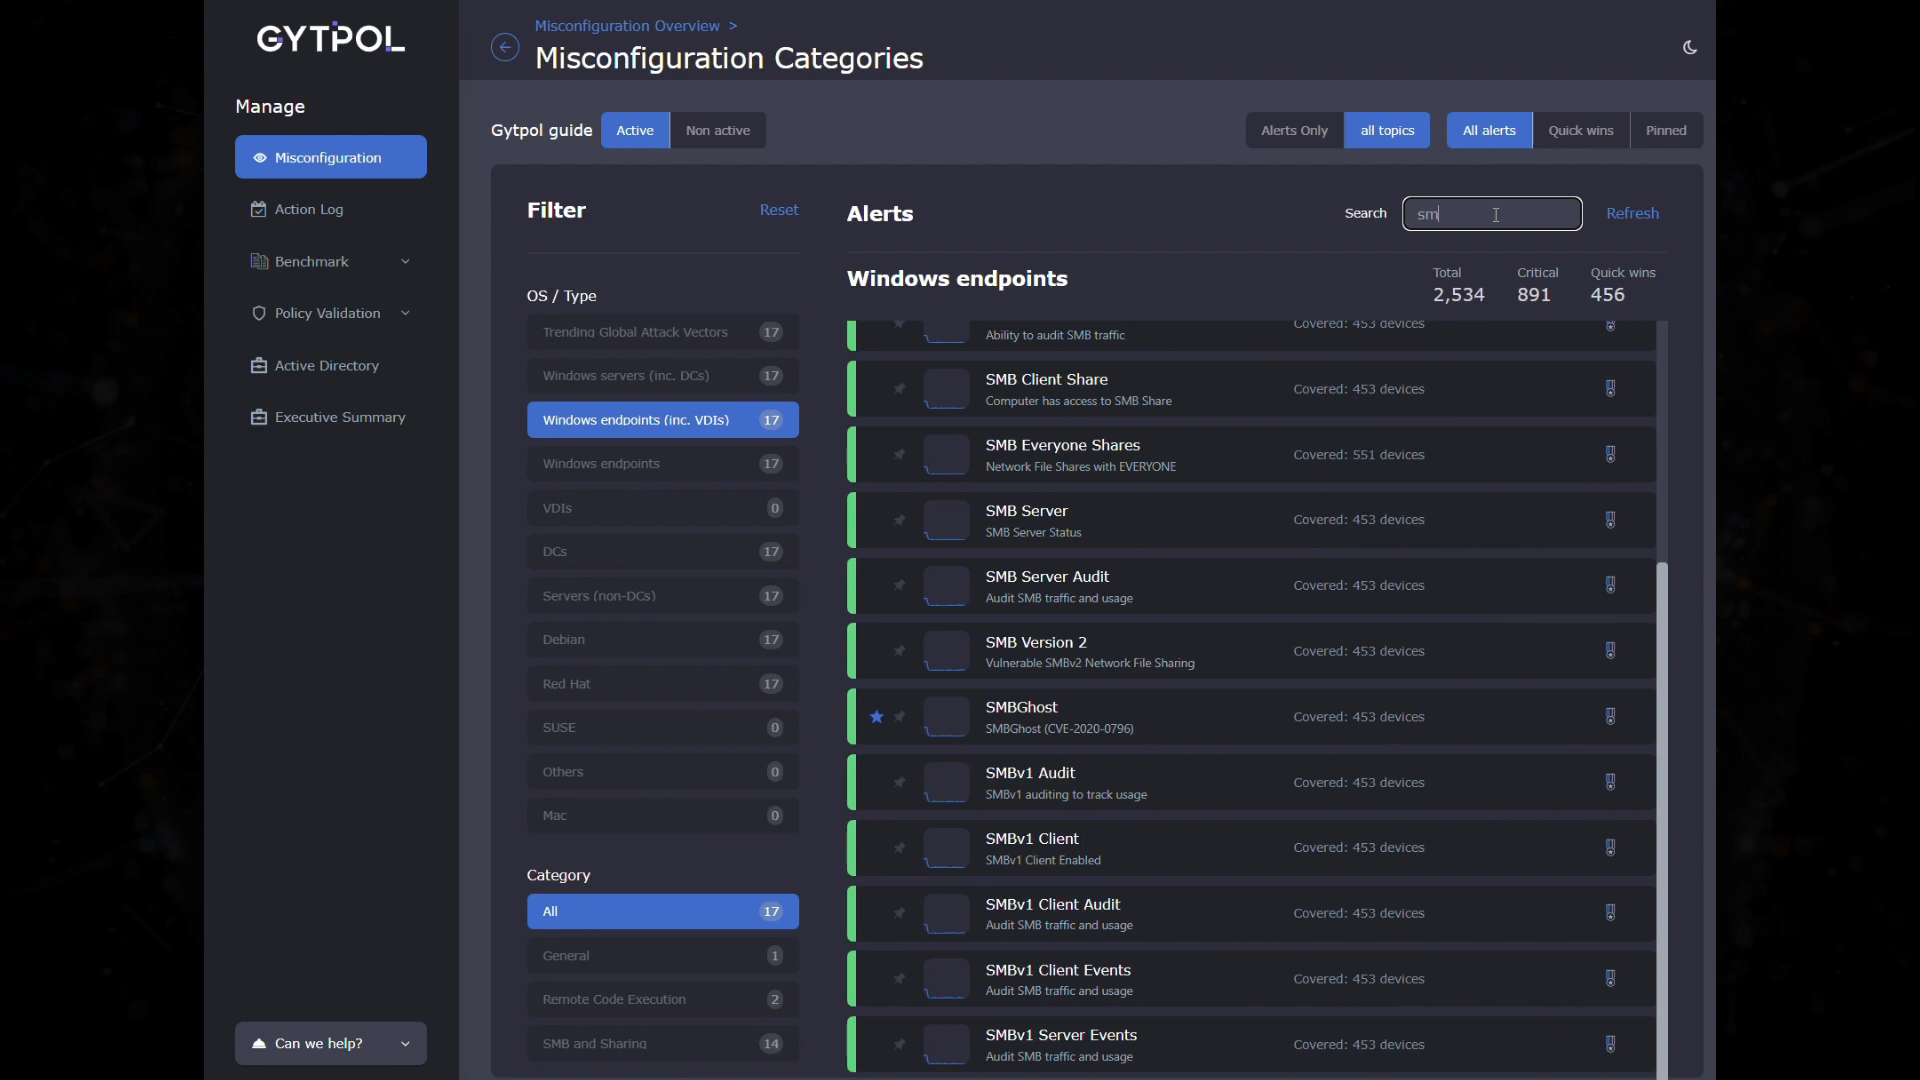 GYTPOL
Manage
Misconfiguration
Action Log
Benchmark
Policy Validation
Active Directory
Executive Summary
Can we help?
Misconfiguration Overview >
Misconfiguration Categories
Gytpol guide
Active
Non active
Alerts Only
all topics
All alerts
Quick wins
Pinned
Filter
Reset
OS / Type
Trending Global Attack Vectors 17
Windows servers (inc. DCs) 17
Windows endpoints (inc. VDIs) 17
Windows endpoints 17
VDIs 0
DCs 17
Servers (non-DCs) 17
Debian 17
Red Hat 17
SUSE 0
Others 0
Mac 0
Category
All 17
General 1
Remote Code Execution 2
SMB and Sharing 14
Alerts
Search
sm
Refresh
Windows endpoints
Total
2,534
Critical
891
Quick wins
456
Ability to audit SMB traffic
Covered: 453 devices
SMB Client Share
Computer has access to SMB Share
Covered: 453 devices
SMB Everyone Shares
Network File Shares with EVERYONE
Covered: 551 devices
SMB Server
SMB Server Status
Covered: 453 devices
SMB Server Audit
Audit SMB traffic and usage
Covered: 453 devices
SMB Version 2
Vulnerable SMBv2 Network File Sharing
Covered: 453 devices
SMBGhost
SMBGhost (CVE-2020-0796)
Covered: 453 devices
SMBv1 Audit
SMBv1 auditing to track usage
Covered: 453 devices
SMBv1 Client
SMBv1 Client Enabled
Covered: 453 devices
SMBv1 Client Audit
Audit SMB traffic and usage
Covered: 453 devices
SMBv1 Client Events
Audit SMB traffic and usage
Covered: 453 devices
SMBv1 Server Events
Audit SMB traffic and usage
Covered: 453 devices